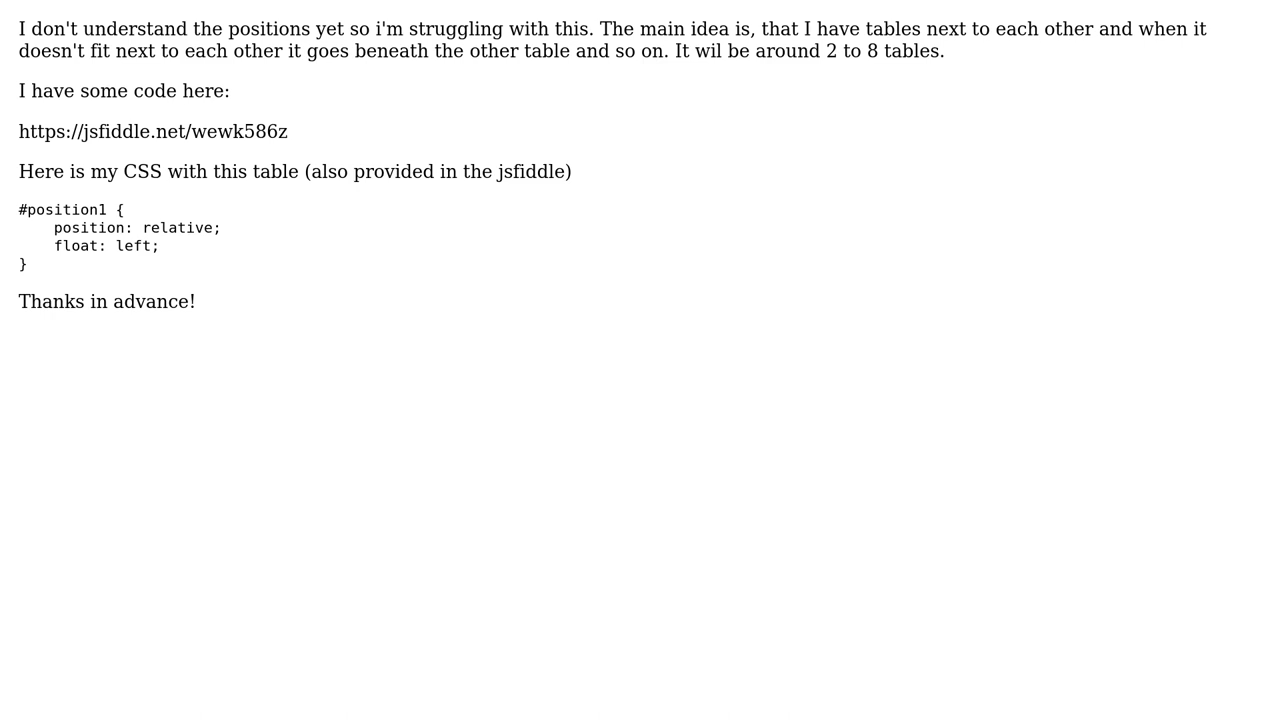 I don't understand the positions yet so i'm struggling with this. The main idea is, that I have tables next to each other and when it
doesn't fit next to each other it goes beneath the other table and so on. It wil be around 2 to 8 tables.
I have some code here:
https://jsfiddle.net/wewk586z
Here is my CSS with this table (also provided in the jsfiddle)
#position1 {
    position: relative;
    float: left;
}
Thanks in advance!